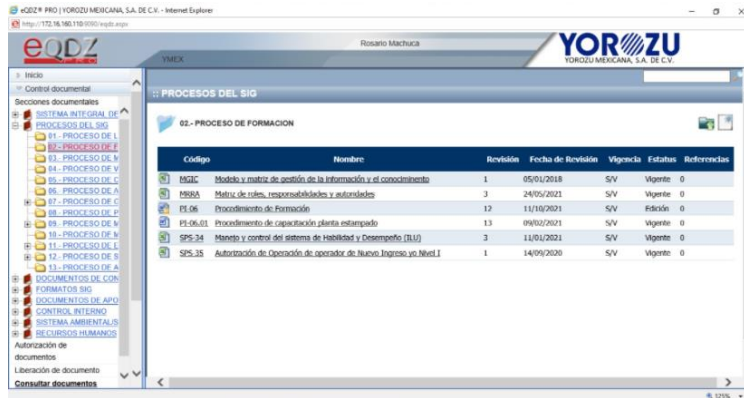 eQDZ® PRO | YOROZU MEXICANA, S.A. DE C.V. - Internet Explorer
http://172.16.160.110:9090/eqdz.aspx
eQDZ
PRO
YMEX
Rosario Machuca
YOROZU
YOROZU MEXICANA, S.A. DE C.V.
Inicio
Control documental
Secciones documentales
SISTEMA INTEGRAL DE
PROCESOS DEL SIG
01.- PROCESO DE L
02.- PROCESO DE F
03.- PROCESO DE M
04.- PROCESO DE V
05.- PROCESO DE C
06.- PROCESO DE A
07.- PROCESO DE C
08.- PROCESO DE P
09.- PROCESO DE M
10.- PROCESO DE M
11.- PROCESO DE E
12.- PROCESO DE S
13.- PROCESO DE A
DOCUMENTOS DE CON
FORMATOS SIG
DOCUMENTOS DE APO
CONTROL INTERNO
SISTEMA AMBIENTALIS
RECURSOS HUMANOS
Autorización de
documentos
Liberación de documento
Consultar documentos
:: PROCESOS DEL SIG
02.- PROCESO DE FORMACION
Código Nombre Revisión Fecha de Revisión Vigencia Estatus Referencias
MGIC Modelo y matriz de gestión de la información y el conocimiento 1 05/01/2018 S/V Vigente 0
MRRA Matriz de roles, responsabilidades y autoridades 3 24/05/2021 S/V Vigente 0
PI-06 Procedimiento de Formación 12 11/10/2021 S/V Edición 0
PI-06.01 Procedimiento de capacitación planta estampado 13 09/02/2021 S/V Vigente 0
SPS-34 Manejo y control del sistema de Habilidad y Desempeño (ILU) 3 11/01/2021 S/V Vigente 0
SPS-35 Autorización de Operación de operador de Nuevo Ingreso yo Nivel I 1 14/09/2020 S/V Vigente 0
125%